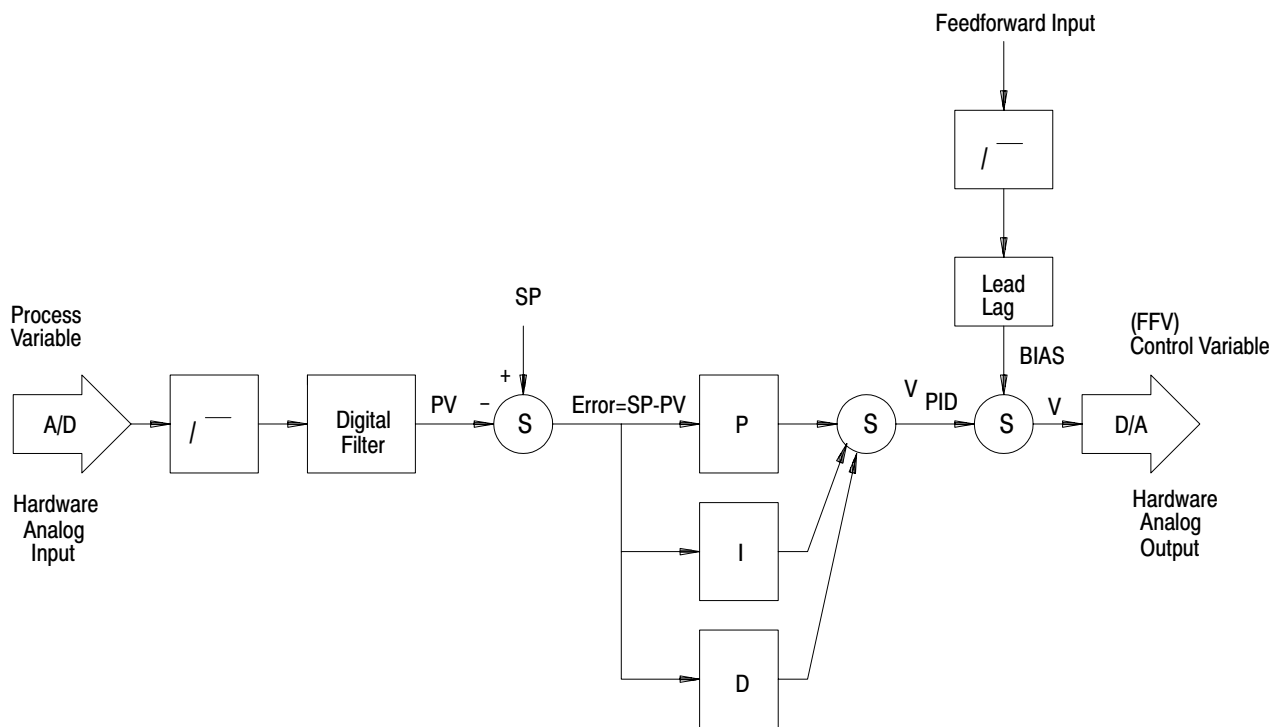 Feedforward Input
/
Lead
Lag
SP
Process
Variable
(FFV)
Control Variable
BIAS
+
PV
–
Error=SP-PV
V
PID
V
A/D
/
Digital
Filter
S
P
S
S
D/A
Hardware
Analog
Input
I
Hardware
Analog
Output
D